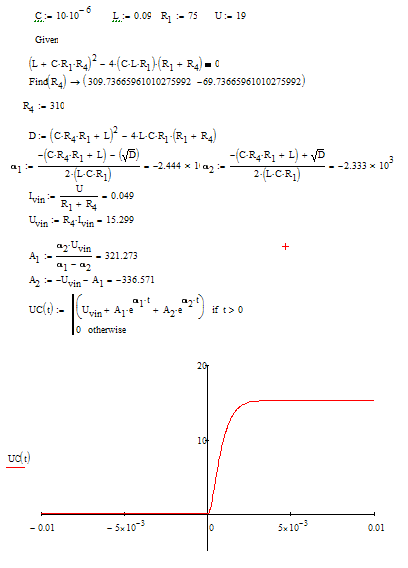 C := 10·10^-6 L := 0.09 R₁ := 75 U := 19
Given
(L + C·R₁·R₄)² − 4·(C·L·R₁)·(R₁ + R₄) = 0
Find(R₄) → (309.73665961010275992 −69.73665961010275992)
R₄ := 310
D := (C·R₄·R₁ + L)² − 4·L·C·R₁·(R₁ + R₄)
α₁ := (−(C·R₄·R₁ + L) − (√D))/(2·(L·C·R₁)) = −2.444 × 1 α₂ := (−(C·R₄·R₁ + L) + √D)/(2·(L·C·R₁)) = −2.333 × 10³
Ivin := U/(R₁ + R₄) = 0.049
Uvin := R₄·Ivin = 15.299
A₁ := (α₂·Uvin)/(α₁ − α₂) = 321.273
A₂ := −Uvin − A₁ = −336.571
UC(t) := (Uvin + A₁·e^(α₁·t) + A₂·e^(α₂·t)) if t > 0
0 otherwise
20
10
UC(t)
− 0.01 − 5×10⁻³ 0 5×10⁻³ 0.01